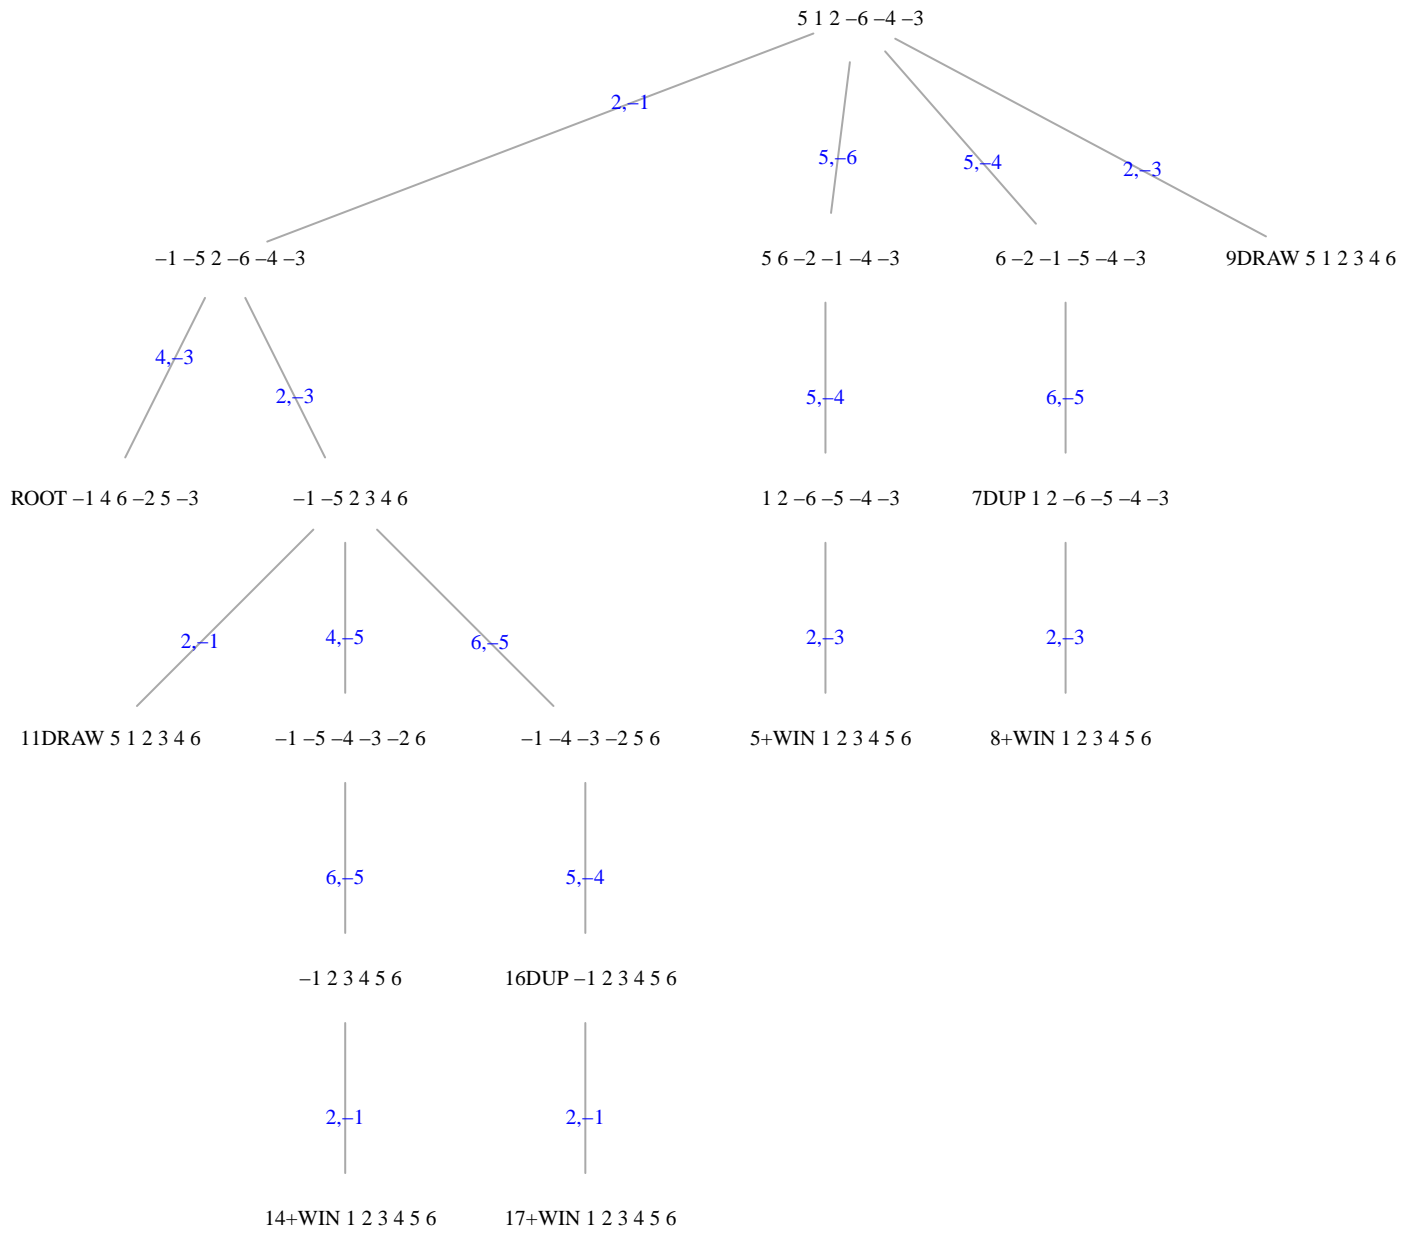 5 1 2 –6 –4 –3
2,–1
5,–6
5,–4
2,–3
–1 –5 2 –6 –4 –3
5 6 –2 –1 –4 –3
6 –2 –1 –5 –4 –3
9DRAW 5 1 2 3 4 6
4,–3
2,–3
5,–4
6,–5
ROOT –1 4 6 –2 5 –3
–1 –5 2 3 4 6
1 2 –6 –5 –4 –3
7DUP 1 2 –6 –5 –4 –3
2,–1
4,–5
6,–5
2,–3
2,–3
11DRAW 5 1 2 3 4 6
–1 –5 –4 –3 –2 6
–1 –4 –3 –2 5 6
5+WIN 1 2 3 4 5 6
8+WIN 1 2 3 4 5 6
6,–5
5,–4
–1 2 3 4 5 6
16DUP –1 2 3 4 5 6
2,–1
2,–1
14+WIN 1 2 3 4 5 6
17+WIN 1 2 3 4 5 6